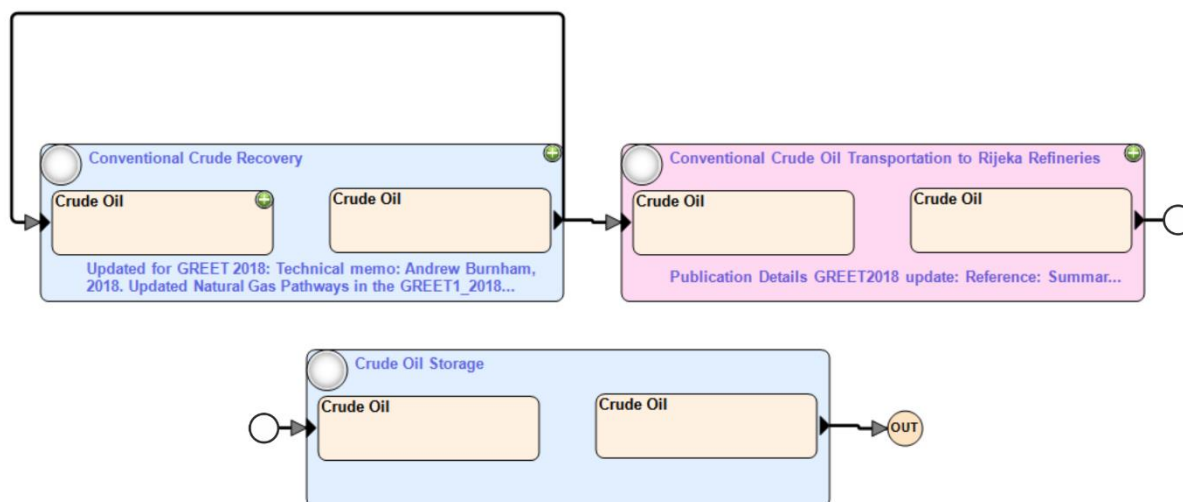 Conventional Crude Recovery
Crude Oil
Crude Oil
Updated for GREET 2018: Technical memo: Andrew Burnham,
2018. Updated Natural Gas Pathways in the GREET1_2018...
Conventional Crude Oil Transportation to Rijeka Refineries
Crude Oil
Crude Oil
Publication Details GREET2018 update: Reference: Summar...
Crude Oil Storage
Crude Oil
Crude Oil
OUT